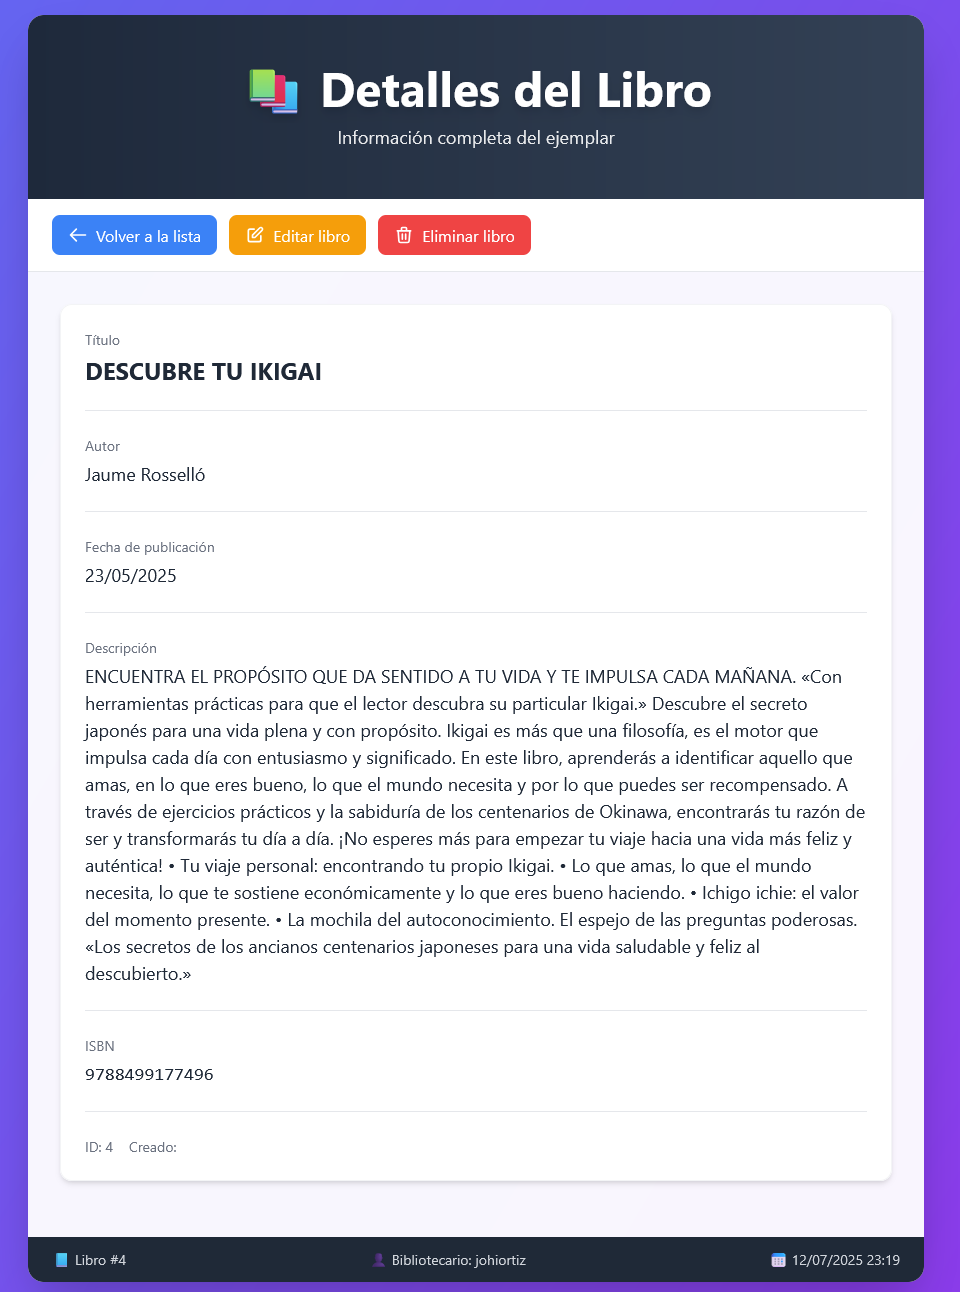 Detalles del Libro
Información completa del ejemplar
Volver a la lista
Editar libro
Eliminar libro
Título
DESCUBRE TU IKIGAI
Autor
Jaume Rosselló
Fecha de publicación
23/05/2025
Descripción
ENCUENTRA EL PROPÓSITO QUE DA SENTIDO A TU VIDA Y TE IMPULSA CADA MAÑANA. «Con
herramientas prácticas para que el lector descubra su particular Ikigai.» Descubre el secreto
japonés para una vida plena y con propósito. Ikigai es más que una filosofía, es el motor que
impulsa cada día con entusiasmo y significado. En este libro, aprenderás a identificar aquello que
amas, en lo que eres bueno, lo que el mundo necesita y por lo que puedes ser recompensado. A
través de ejercicios prácticos y la sabiduría de los centenarios de Okinawa, encontrarás tu razón de
ser y transformarás tu día a día. ¡No esperes más para empezar tu viaje hacia una vida más feliz y
auténtica! • Tu viaje personal: encontrando tu propio Ikigai. • Lo que amas, lo que el mundo
necesita, lo que te sostiene económicamente y lo que eres bueno haciendo. • Ichigo ichie: el valor
del momento presente. • La mochila del autoconocimiento. El espejo de las preguntas poderosas.
«Los secretos de los ancianos centenarios japoneses para una vida saludable y feliz al
descubierto.»
ISBN
9788499177496
ID: 4 Creado:
Libro #4
Bibliotecario: johiortiz
12/07/2025 23:19